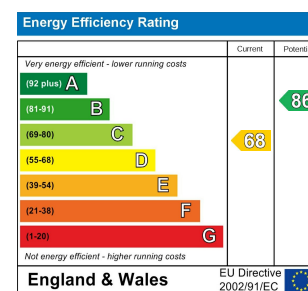 Energy Efficiency Rating
Current Potenti
Very energy efficient - lower running costs
(92 plus) A
(81-91) B
(69-80) C
(55-68) D
(39-54) E
(21-38) F
(1-20) G
68
86
Not energy efficient - higher running costs
England & Wales
EU Directive
2002/91/EC